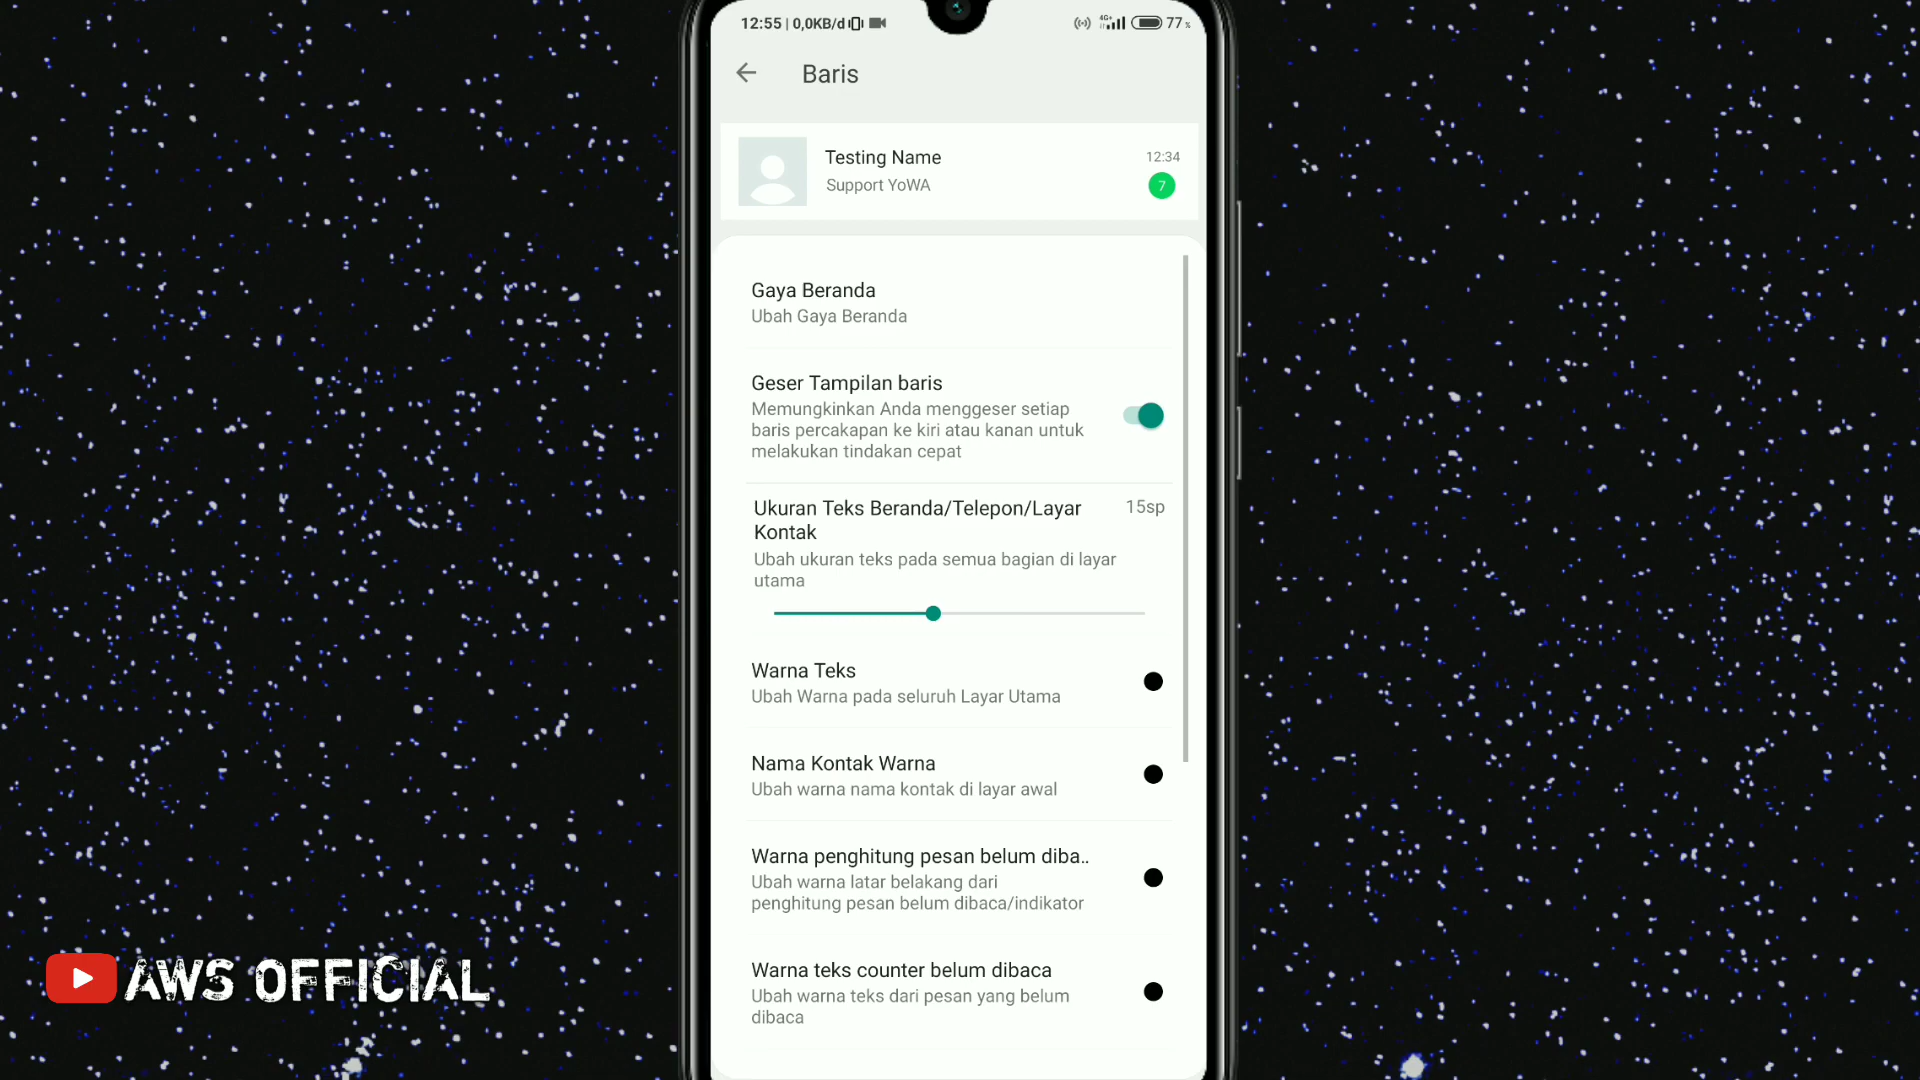 12:55 | 0,0KB/d
4G+
77%
Baris
Testing Name
12:34
Support YoWA
7
Gaya Beranda
Ubah Gaya Beranda
Geser Tampilan baris
Memungkinkan Anda menggeser setiap
baris percakapan ke kiri atau kanan untuk
melakukan tindakan cepat
Ukuran Teks Beranda/Telepon/Layar
Kontak
15sp
Ubah ukuran teks pada semua bagian di layar
utama
Warna Teks
Ubah Warna pada seluruh Layar Utama
Nama Kontak Warna
Ubah warna nama kontak di layar awal
Warna penghitung pesan belum diba..
Ubah warna latar belakang dari
penghitung pesan belum dibaca/indikator
Warna teks counter belum dibaca
Ubah warna teks dari pesan yang belum
dibaca
AWS OFFICIAL